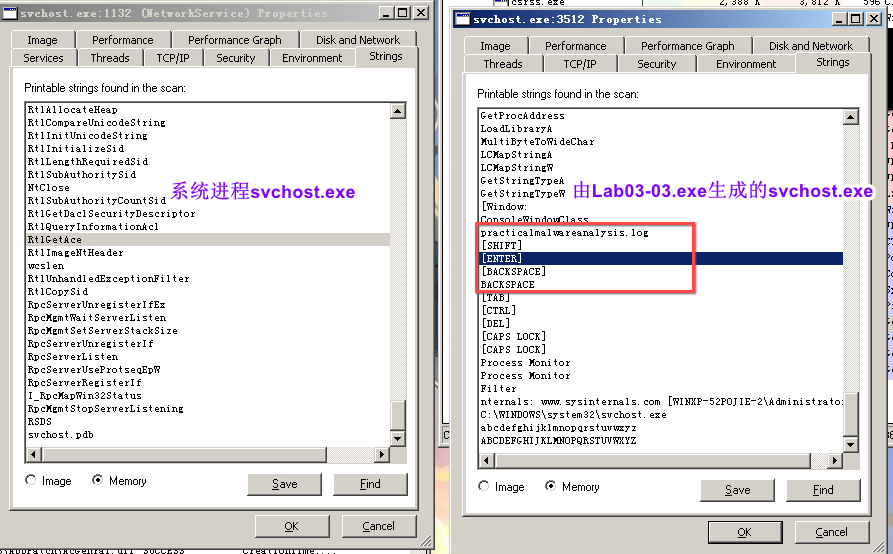 svchost.exe:1132 (NetworkService) Properties
Image
Performance
Performance Graph
Disk and Network
Services
Threads
TCP/IP
Security
Environment
Strings
Printable strings found in the scan:
RtlAllocateHeap
RtlCompareUnicodeString
RtlInitUnicodeString
RtlInitializeSid
RtlLengthRequiredSid
RtlSubAuthoritySid
NtClose
RtlSubAuthorityCountSid
RtlGetDaclSecurityDescriptor
RtlQueryInformationAcl
RtlGetAce
RtlImageNtHeader
wcslen
RtlUnhandledExceptionFilter
RtlCopySid
RpcServerUnregisterIfEx
RpcMgmtWaitServerListen
RpcMgmtSetServerStackSize
RpcServerUnregisterIf
RpcServerListen
RpcServerUseProtseqEpW
RpcServerRegisterIf
I_RpcMapWin32Status
RpcMgmtStopServerListening
RSDS
svchost.pdb
系统进程svchost.exe
Image
Memory
Save
Find
OK
Cancel
csrss.exe
2,388 K
3,812 K
596
svchost.exe:3512 Properties
Image
Performance
Performance Graph
Disk and Network
Threads
TCP/IP
Security
Environment
Strings
Printable strings found in the scan:
GetProcAddress
LoadLibraryA
MultiByteToWideChar
LCMapStringA
LCMapStringW
GetStringTypeA
GetStringTypeW
[Window:
ConsoleWindowClass
practicalmalwareanalysis.log
[SHIFT]
[ENTER]
[BACKSPACE]
BACKSPACE
[TAB]
[CTRL]
[DEL]
[CAPS LOCK]
[CAPS LOCK]
Process Monitor
Process Monitor
Filter
nternals: www.sysinternals.com [WINXP-52POJIE-2\Administrator
C:\WINDOWS\system32\svchost.exe
abcdefghijklmnopqrstuvwxyz
ABCDEFGHIJKLMNOPQRSTUVWXYZ
由Lab03-03.exe生成的svchost.exe
Image
Memory
Save
Find
OK
Cancel
SUCCESS